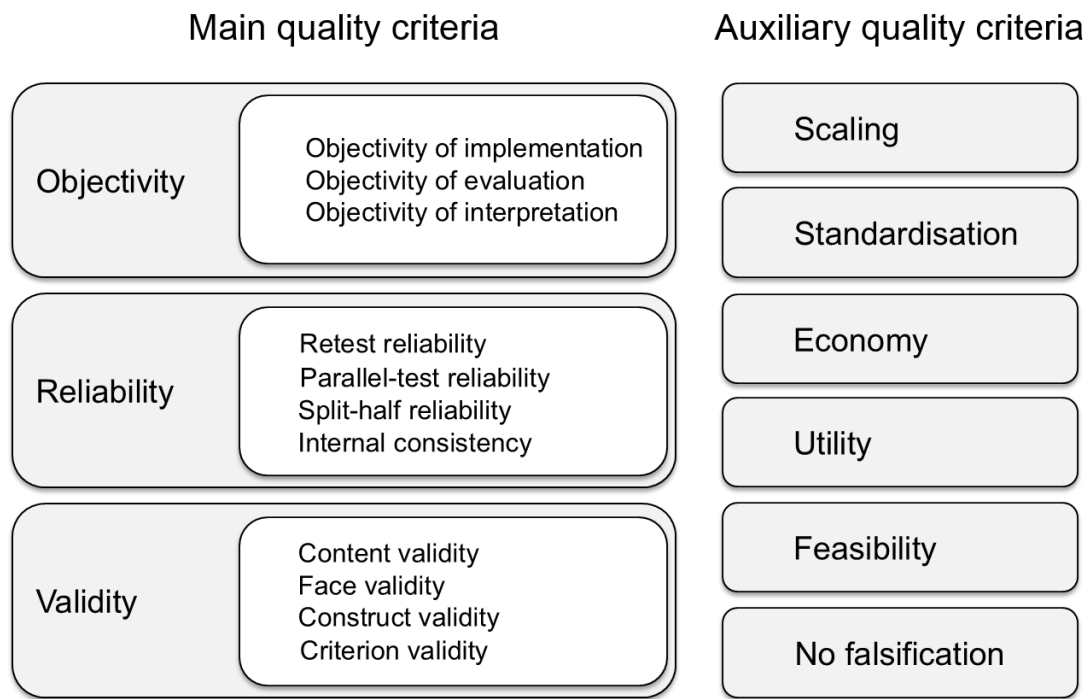 Main quality criteria
Objectivity
Objectivity of implementation
Objectivity of evaluation
Objectivity of interpretation
Reliability
Retest reliability
Parallel-test reliability
Split-half reliability
Internal consistency
Validity
Content validity
Face validity
Construct validity
Criterion validity
Auxiliary quality criteria
Scaling
Standardisation
Economy
Utility
Feasibility
No falsification